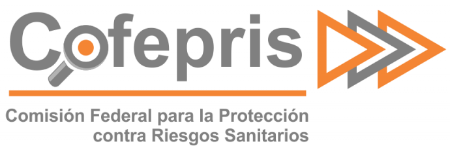 Cofepris
Comisión Federal para la Protección
contra Riesgos Sanitarios